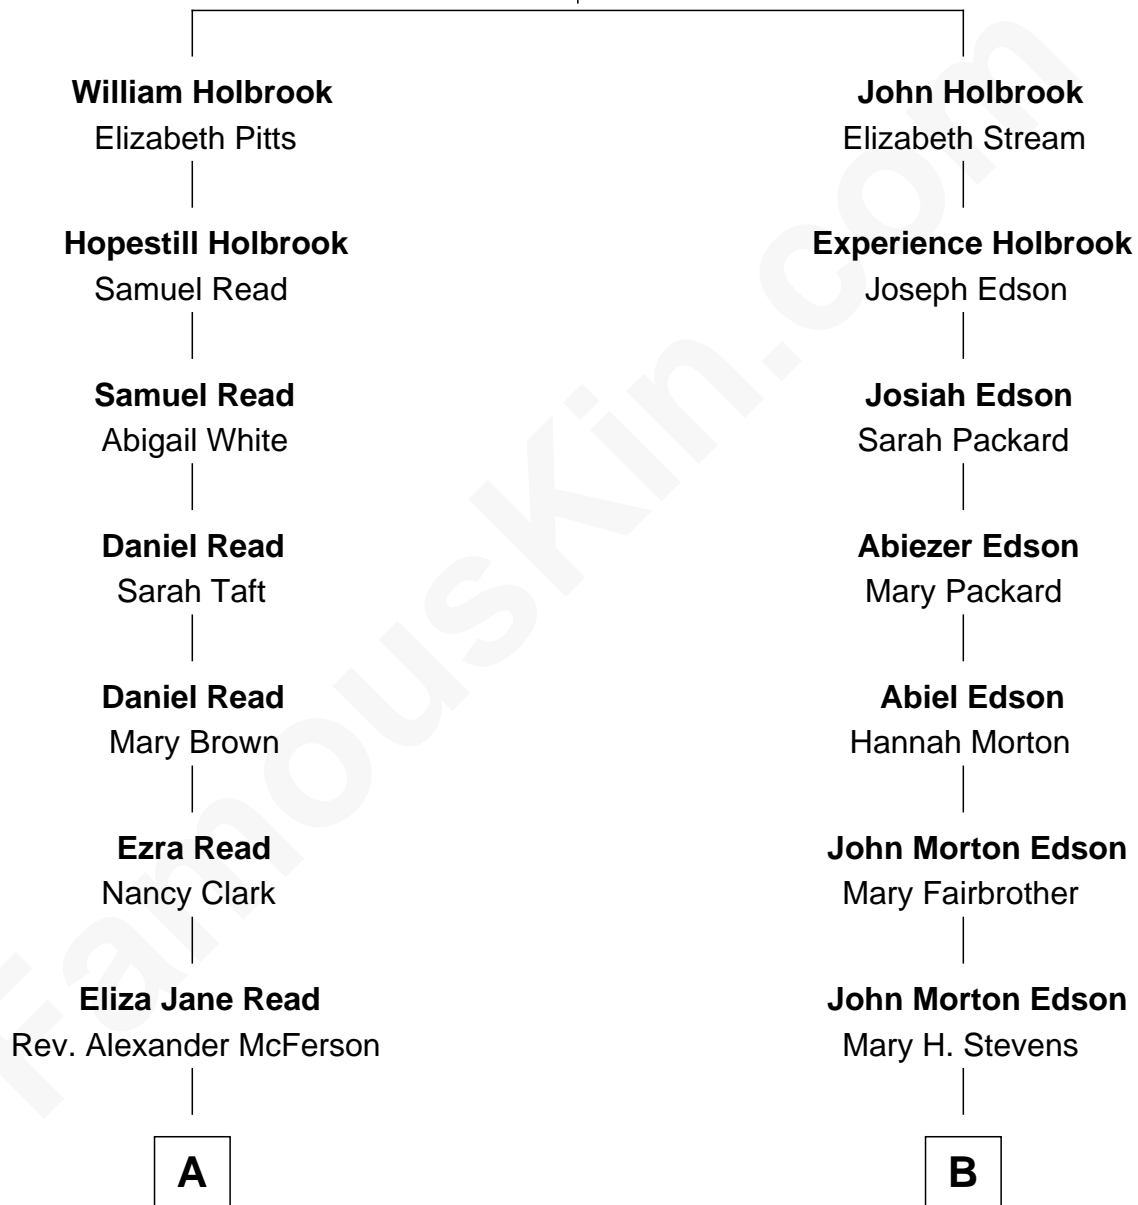 William Holbrook
Elizabeth Pitts
Hopestill Holbrook
Samuel Read
Samuel Read
Abigail White
Daniel Read
Sarah Taft
Daniel Read
Mary Brown
Ezra Read
Nancy Clark
Eliza Jane Read
Rev. Alexander McFerson
A
John Holbrook
Elizabeth Stream
Experience Holbrook
Joseph Edson
Josiah Edson
Sarah Packard
Abiezer Edson
Mary Packard
Abiel Edson
Hannah Morton
John Morton Edson
Mary Fairbrother
John Morton Edson
Mary H. Stevens
B
FamousKin.com